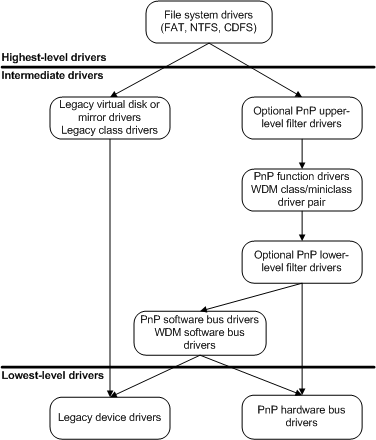 File system drivers
(FAT, NTFS, CDFS)
Highest-level drivers
Intermediate drivers
Legacy virtual disk or
mirror drivers
Legacy class drivers
Optional PnP upper-
level filter drivers
PnP function drivers
WDM class/miniclass
driver pair
Optional PnP lower-
level filter drivers
PnP software bus drivers
WDM software bus
drivers
Lowest-level drivers
Legacy device drivers
PnP hardware bus
drivers